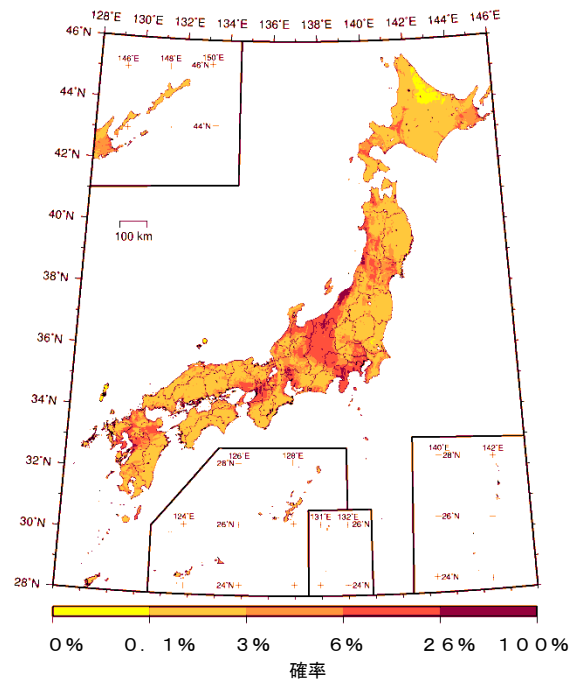 128°E 130°E 132°E 134°E 136°E 138°E 140°E 142°E 144°E 146°E
46°N
146°E 148°E 150°E
46°N
44°N
44°N
42°N
40°N
100 km
38°N
36°N
34°N
32°N
126°E 128°E
28°N
140°E 142°E
28°N
124°E
26°N
131°E 132°E
26°N
26°N
30°N
24°N
24°N
24°N
28°N
0% 0. 1% 3% 6% 26% 100%
確率